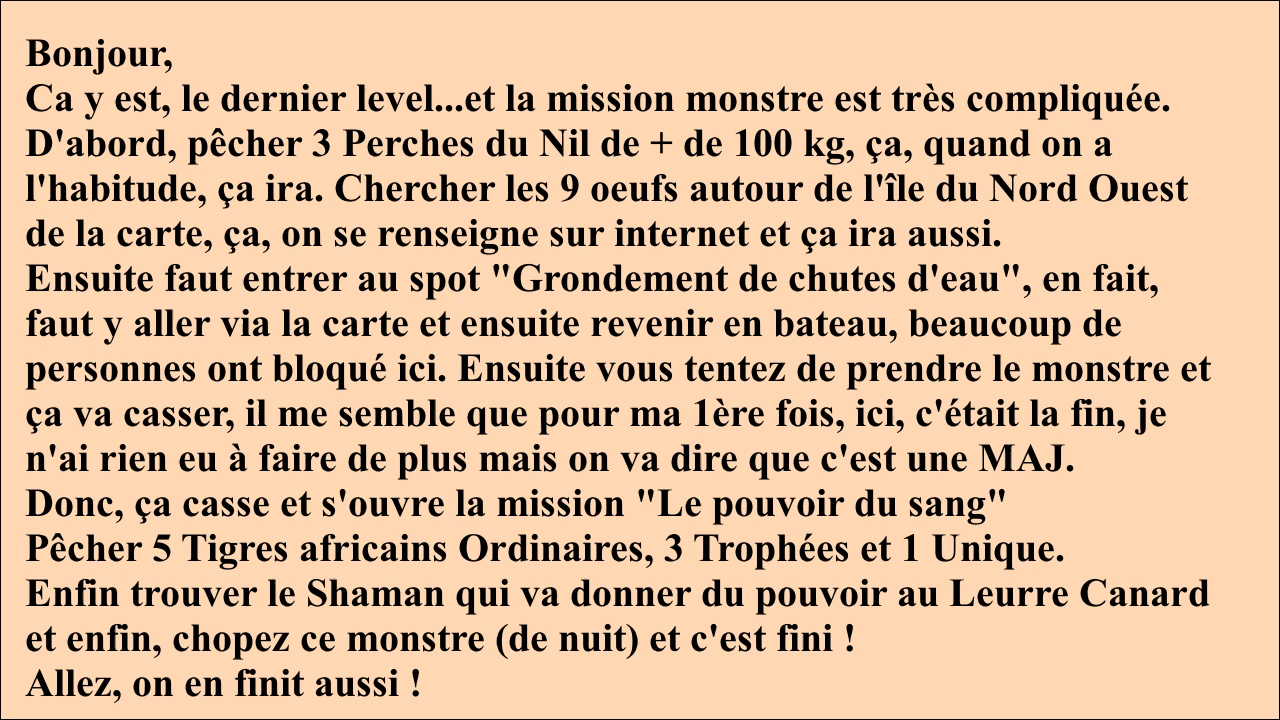 Bonjour,
Ca y est, le dernier level...et la mission monstre est très compliquée.
D'abord, pêcher 3 Perches du Nil de + de 100 kg, ça, quand on a
l'habitude, ça ira. Chercher les 9 oeufs autour de l'île du Nord Ouest
de la carte, ça, on se renseigne sur internet et ça ira aussi.
Ensuite faut entrer au spot "Grondement de chutes d'eau", en fait,
faut y aller via la carte et ensuite revenir en bateau, beaucoup de
personnes ont bloqué ici. Ensuite vous tentez de prendre le monstre et
ça va casser, il me semble que pour ma 1ère fois, ici, c'était la fin, je
n'ai rien eu à faire de plus mais on va dire que c'est une MAJ.
Donc, ça casse et s'ouvre la mission "Le pouvoir du sang"
Pêcher 5 Tigres africains Ordinaires, 3 Trophées et 1 Unique.
Enfin trouver le Shaman qui va donner du pouvoir au Leurre Canard
et enfin, chopez ce monstre (de nuit) et c'est fini !
Allez, on en finit aussi !